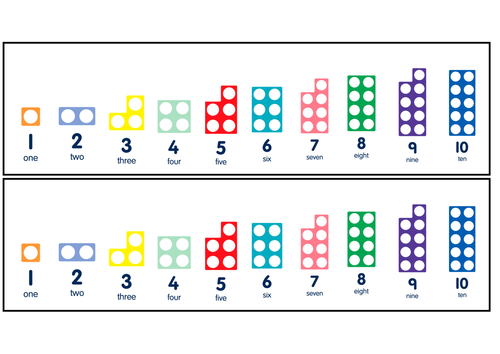 1 2 3 4 5 6 7 8 9 10
one two three four five six seven eight nine ten
1 2 3 4 5 6 7 8 9 10
one two three four five six seven eight nine ten